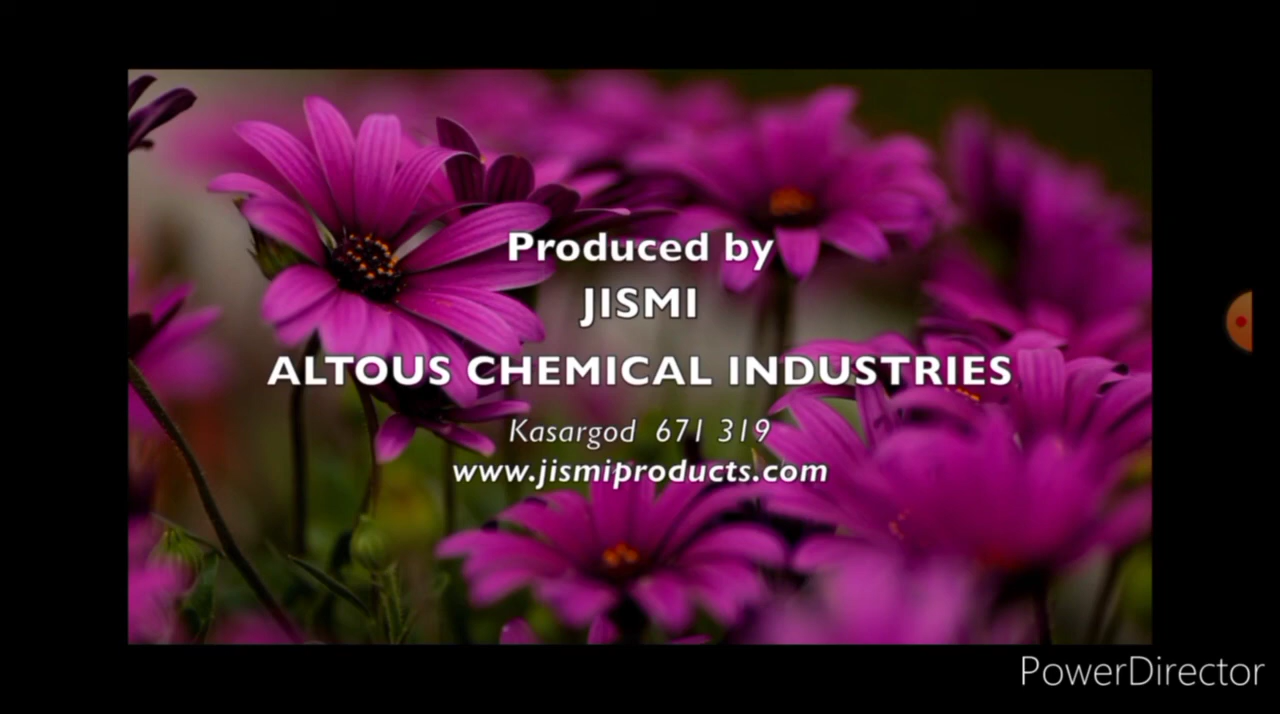 Produced by
JISMI
ALTOUS CHEMICAL INDUSTRIES
Kasargod 671 319
www.jismiproducts.com
PowerDirector